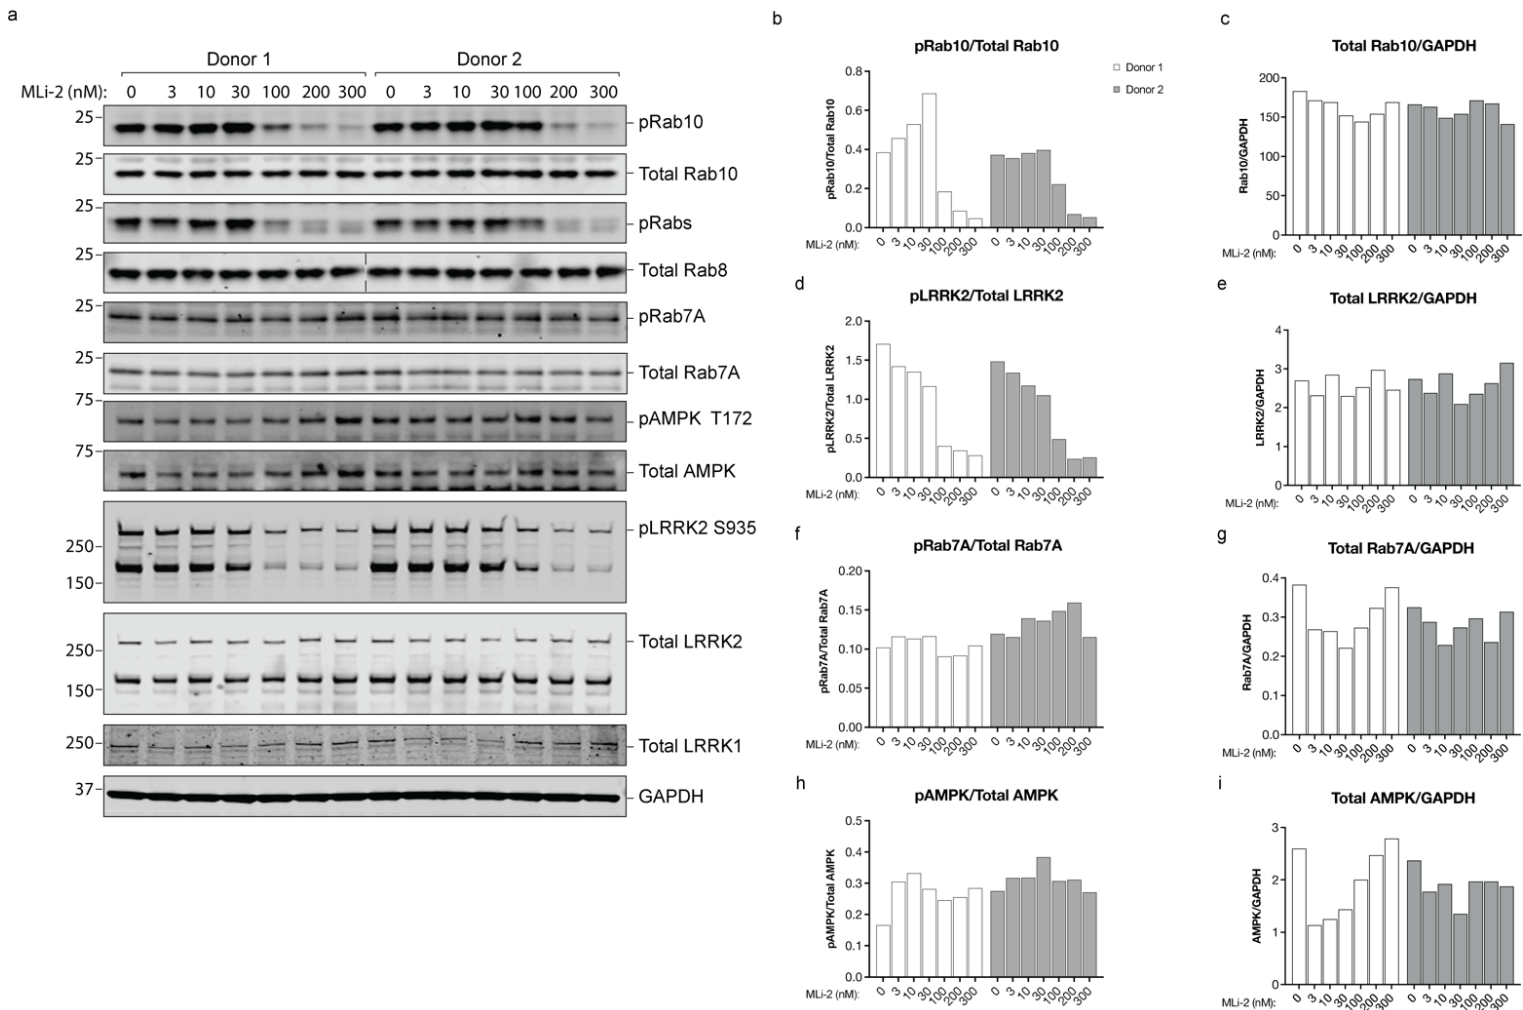 a
Donor 1 Donor 2
MLi-2 (nM): 0 3 10 30 100 200 300 0 3 10 30 100 200 300
25 pRab10
25 Total Rab10
25 pRabs
25 Total Rab8
25 pRab7A
25 Total Rab7A
75 pAMPK T172
75 Total AMPK
pLRRK2 S935
250
150
Total LRRK2
250
150
250 Total LRRK1
37 GAPDH
b
pRab10/Total Rab10
Donor 1
Donor 2
pRab10/Total Rab10
0.8
0.6
0.4
0.2
0.0
MLi-2 (nM): 0 3 10 30 100 200 300 0 3 10 30 100 200 300
c
Total Rab10/GAPDH
Rab10/GAPDH
200
150
100
50
0
MLi-2 (nM): 0 3 10 30 100 200 300 0 3 10 30 100 200 300
d
pLRRK2/Total LRRK2
pLRRK2/Total LRRK2
2.0
1.5
1.0
0.5
0.0
MLi-2 (nM): 0 3 10 30 100 200 300 0 3 10 30 100 200 300
e
Total LRRK2/GAPDH
LRRK2/GAPDH
4
3
2
1
0
MLi-2 (nM): 0 3 10 30 100 200 300 0 3 10 30 100 200 300
f
pRab7A/Total Rab7A
pRab7A/Total Rab7A
0.20
0.15
0.10
0.05
0.00
MLi-2 (nM): 0 3 10 30 100 200 300 0 3 10 30 100 200 300
g
Total Rab7A/GAPDH
Rab7A/GAPDH
0.4
0.3
0.2
0.1
0.0
MLi-2 (nM): 0 3 10 30 100 200 300 0 3 10 30 100 200 300
h
pAMPK/Total AMPK
pAMPK/Total AMPK
0.5
0.4
0.3
0.2
0.1
0.0
MLi-2 (nM): 0 3 10 30 100 200 300 0 3 10 30 100 200 300
i
Total AMPK/GAPDH
AMPK/GAPDH
3
2
1
0
MLi-2 (nM): 0 3 10 30 100 200 300 0 3 10 30 100 200 300